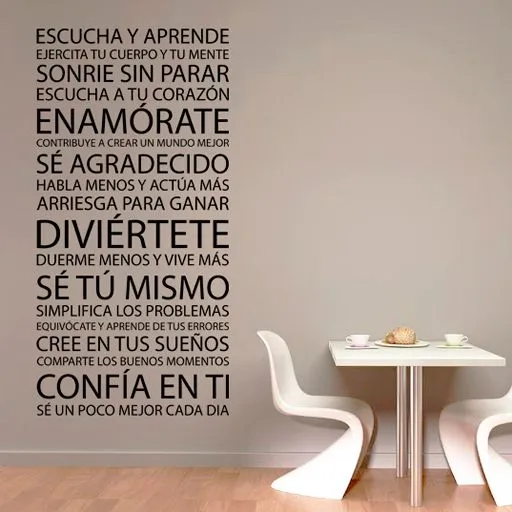 ESCUCHA Y APRENDE
EJERCITA TU CUERPO Y TU MENTE
SONRIE SIN PARAR
ESCUCHA A TU CORAZÓN
ENAMÓRATE
CONTRIBUYE A CREAR UN MUNDO MEJOR
SÉ AGRADECIDO
HABLA MENOS Y ACTÚA MÁS
ARRIESGA PARA GANAR
DIVIÉRTETE
DUERME MENOS Y VIVE MÁS
SÉ TÚ MISMO
SIMPLIFICA LOS PROBLEMAS
EQUIVÓCATE Y APRENDE DE TUS ERRORES
CREE EN TUS SUEÑOS
COMPARTE LOS BUENOS MOMENTOS
CONFÍA EN TI
SÉ UN POCO MEJOR CADA DIA